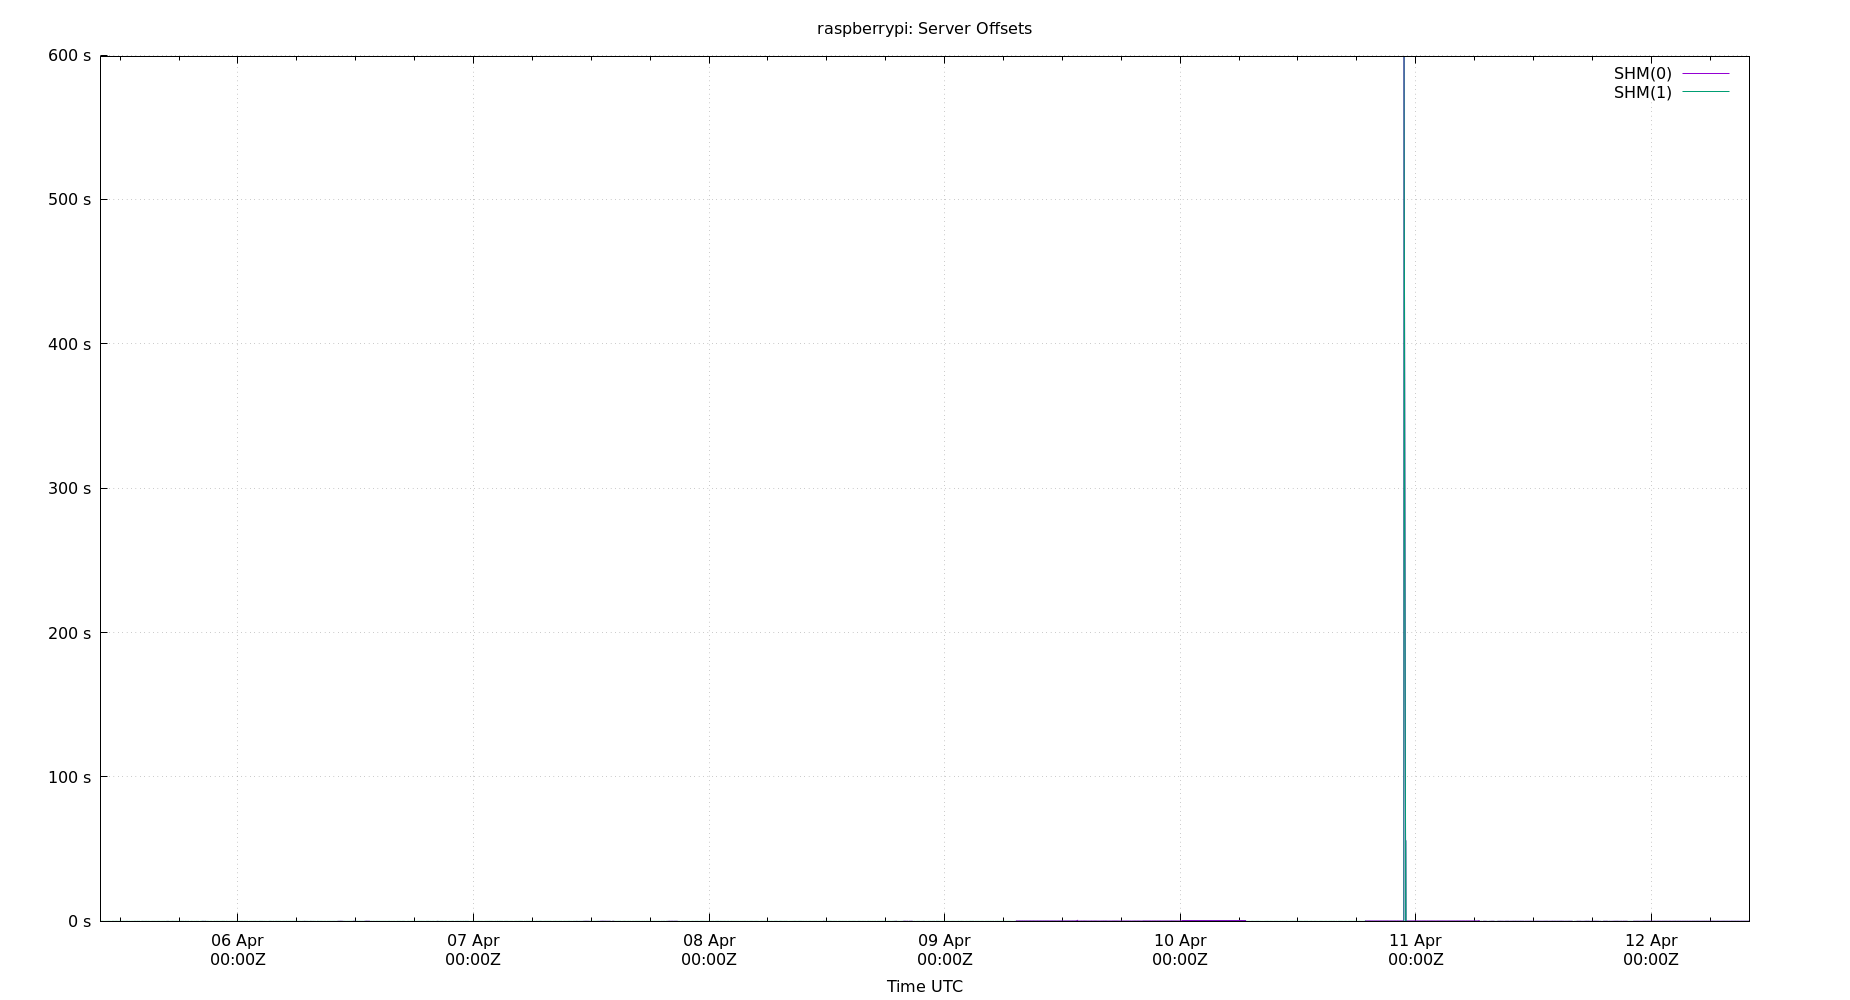 raspberrypi: Server Offsets
600 s
500 s
400 s
300 s
200 s
100 s
0 s
SHM(0)
SHM(1)
06 Apr 07 Apr 08 Apr 09 Apr 10 Apr 11 Apr 12 Apr
00:00Z 00:00Z 00:00Z 00:00Z 00:00Z 00:00Z 00:00Z
Time UTC